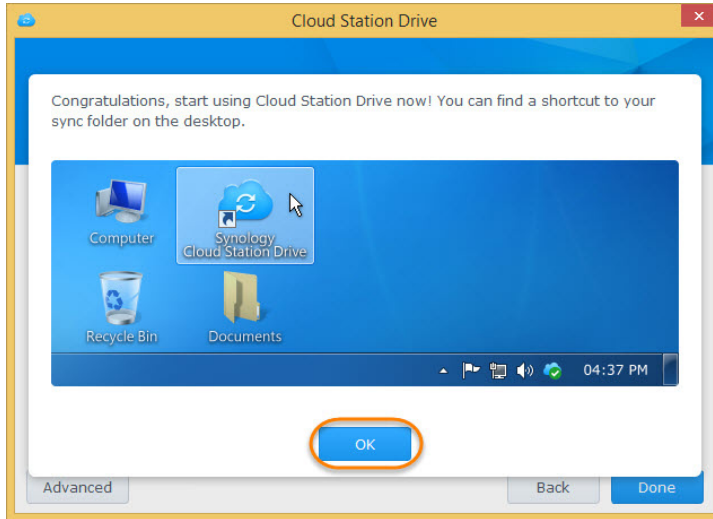 Cloud Station Drive
Congratulations, start using Cloud Station Drive now! You can find a shortcut to your
sync folder on the desktop.
Computer
Synology
Cloud Station Drive
Recycle Bin
Documents
04:37 PM
OK
Advanced
Back
Done